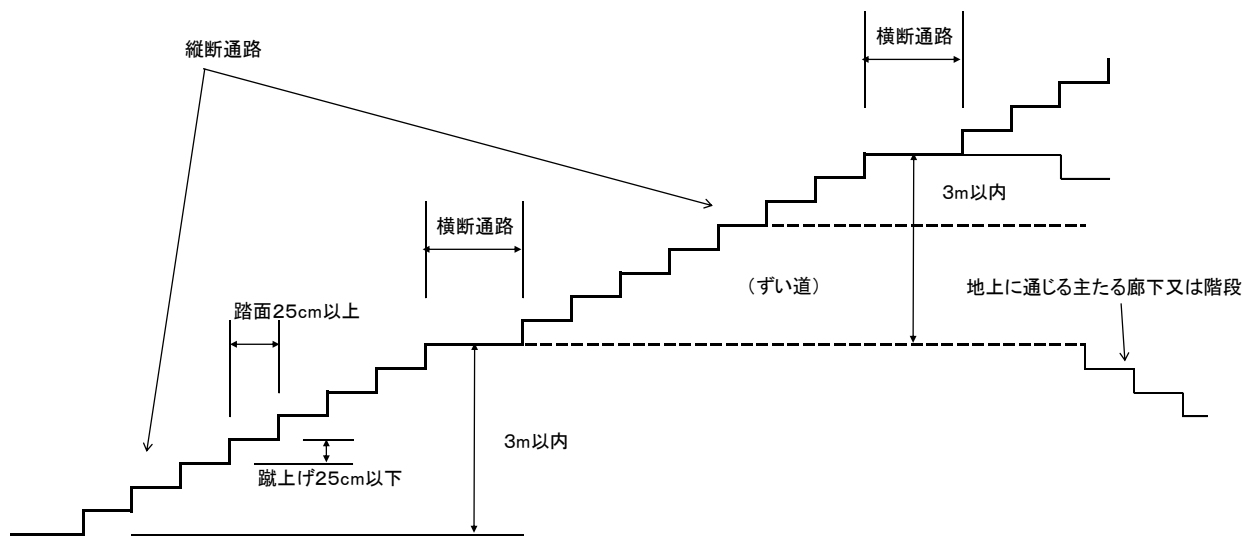 横断通路
縦断通路
3m以内
横断通路
(ずい道)
地上に通じる主たる廊下又は階段
踏面25cm以上
3m以内
蹴上げ25cm以下